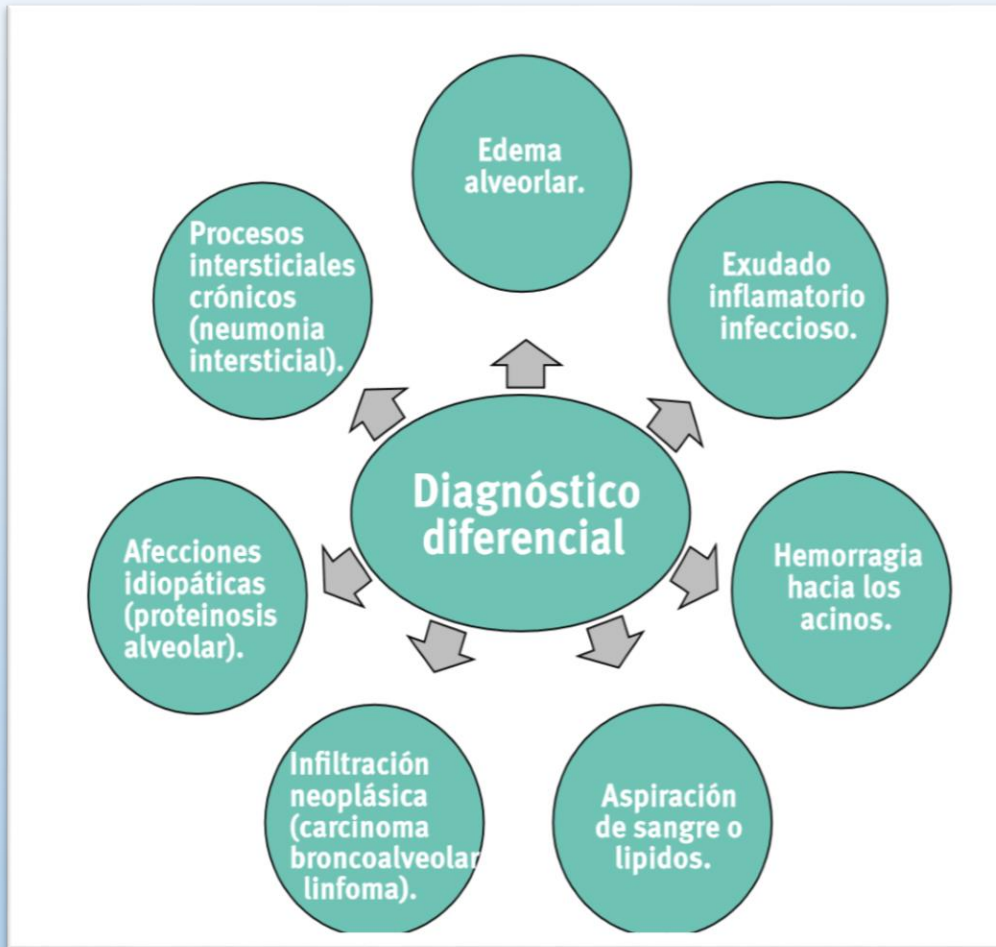 Edema
alveorlar.
Procesos
intersticiales
crónicos
(neumonia
intersticial).
Exudado
inflamatorio
infeccioso.
Diagnóstico
diferencial
Afecciones
idiopáticas
(proteinosis
alveolar).
Hemorragia
hacia los
acinos.
Infiltración
neoplásica
(carcinoma
broncoalveolar
linfoma).
Aspiración
de sangre o
lipidos.